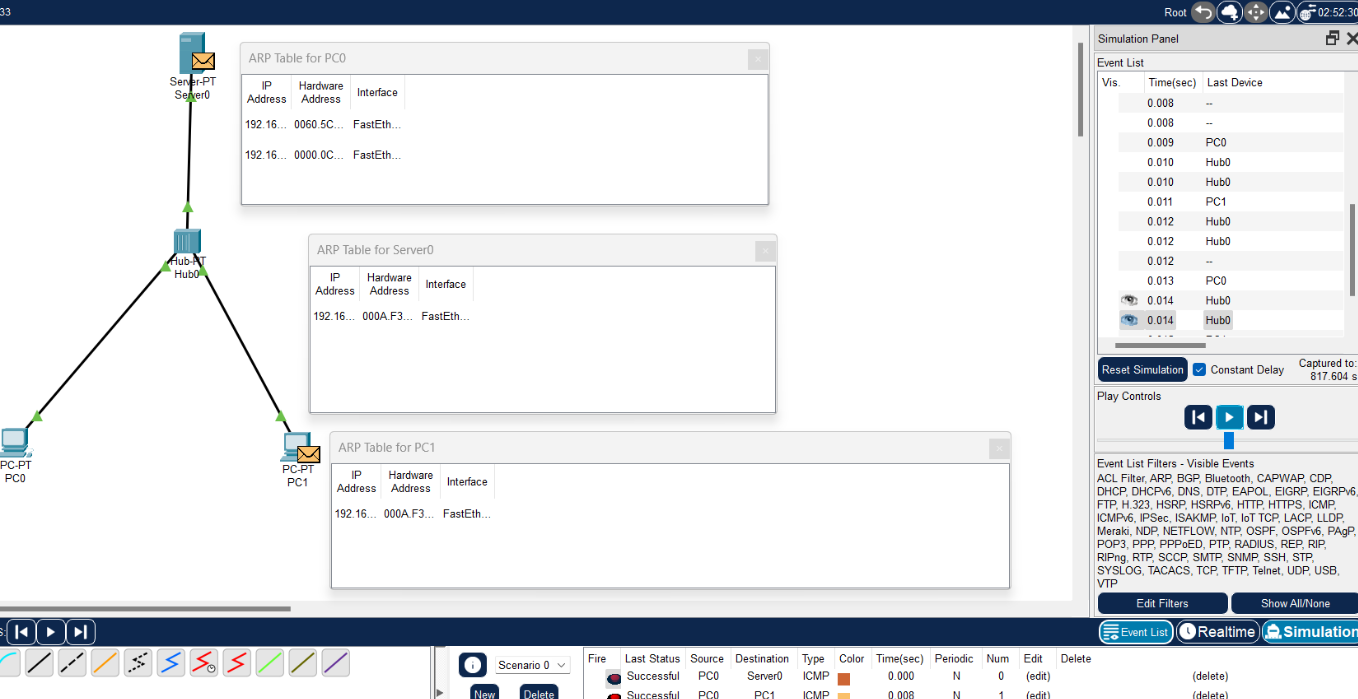 33
Root
02:52:30
Server-PT
Server0
Hub-PT
Hub0
PC-PT
PC0
PC-PT
PC1
ARP Table for PC0
IP Address Hardware Address Interface
192.16... 0060.5C... FastEth...
192.16... 0000.0C... FastEth...
ARP Table for Server0
IP Address Hardware Address Interface
192.16... 000A.F3... FastEth...
ARP Table for PC1
IP Address Hardware Address Interface
192.16... 000A.F3... FastEth...
Simulation Panel
Event List
Vis. Time(sec) Last Device
0.008 --
0.008 --
0.009 PC0
0.010 Hub0
0.010 Hub0
0.011 PC1
0.012 Hub0
0.012 Hub0
0.012 --
0.013 PC0
0.014 Hub0
0.014 Hub0
Reset Simulation Constant Delay Captured to:
817.604 s
Play Controls
Event List Filters - Visible Events
ACL Filter, ARP, BGP, Bluetooth, CAPWAP, CDP,
DHCP, DHCPv6, DNS, DTP, EAPOL, EIGRP, EIGRPv6,
FTP, H.323, HSRP, HSRPv6, HTTP, HTTPS, ICMP,
ICMPv6, IPSec, ISAKMP, IoT, IoT TCP, LACP, LLDP,
Meraki, NDP, NETFLOW, NTP, OSPF, OSPFv6, PAgP,
POP3, PPP, PPPoED, PTP, RADIUS, REP, RIP,
RIPng, RTP, SCCP, SMTP, SNMP, SSH, STP,
SYSLOG, TACACS, TCP, TFTP, Telnet, UDP, USB,
VTP
Edit Filters Show All/None
Event List Realtime Simulation
Scenario 0
New Delete
Fire Last Status Source Destination Type Color Time(sec) Periodic Num Edit Delete
Successful PC0 Server0 ICMP 0.000 N 0 (edit) (delete)
Successful PC0 PC1 ICMP 0.008 N 1 (edit) (delete)